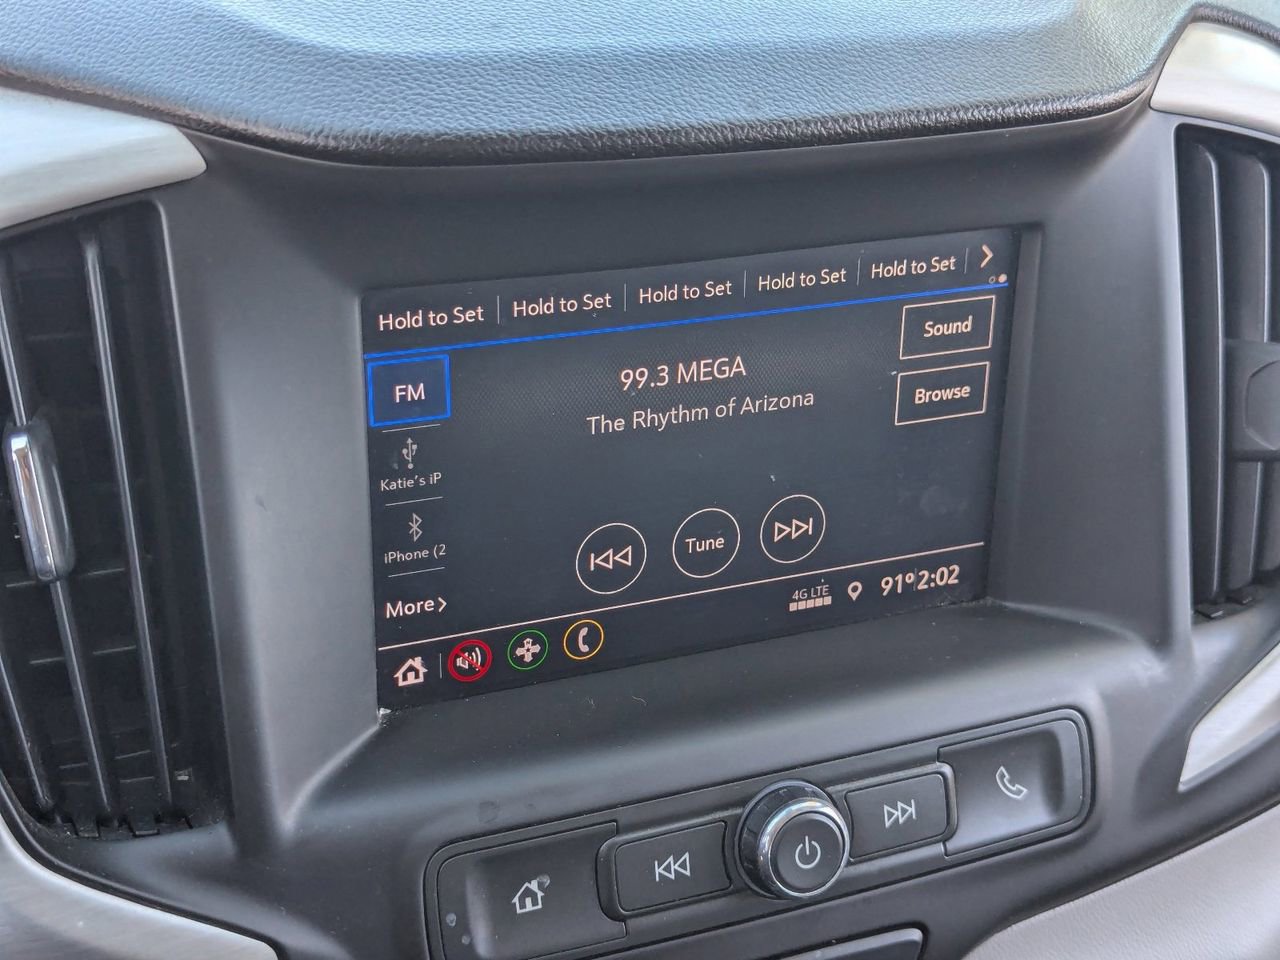 Hold to Set
Hold to Set
Hold to Set
Hold to Set
Hold to Set
FM
99.3 MEGA
The Rhythm of Arizona
Sound
Browse
Katie's iP
iPhone (2
Tune
More
4G LTE
91° 2:02